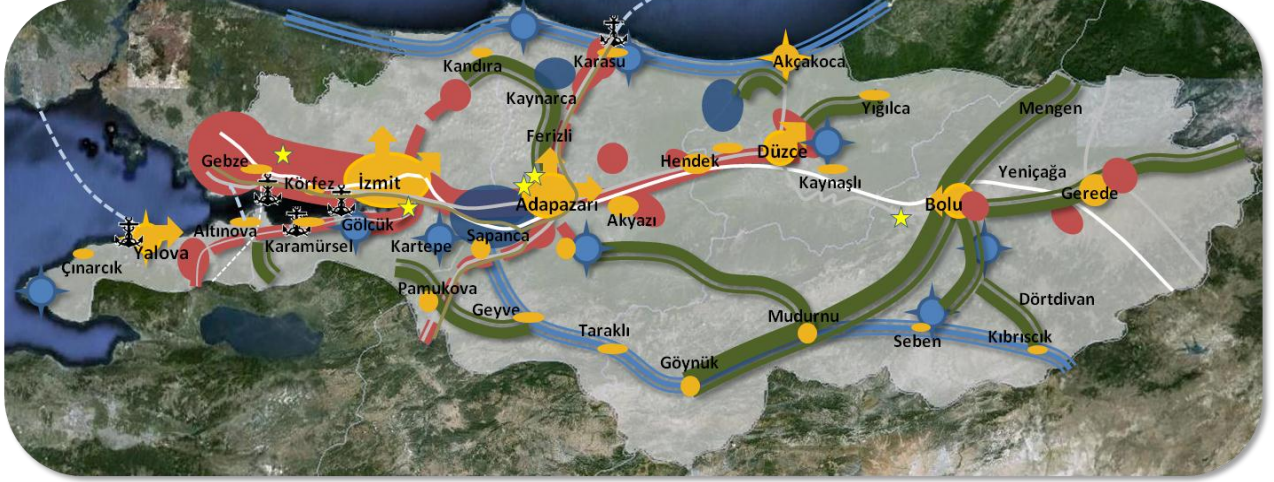 Kandıra
Karasu
Akçakoca
Kaynarca
Yığılca
Mengen
Ferizli
Gebze
Körfez
İzmit
Hendek
Düzce
Kaynaşlı
Yeniçağa
Gerede
Adapazarı
Akyazı
Bolu
Altınova
Karamürsel
Gölcük
Kartepe
Sapanca
Yalova
Çınarcık
Pamukova
Geyve
Taraklı
Göynük
Mudurnu
Seben
Dörtdivan
Kıbrıscık